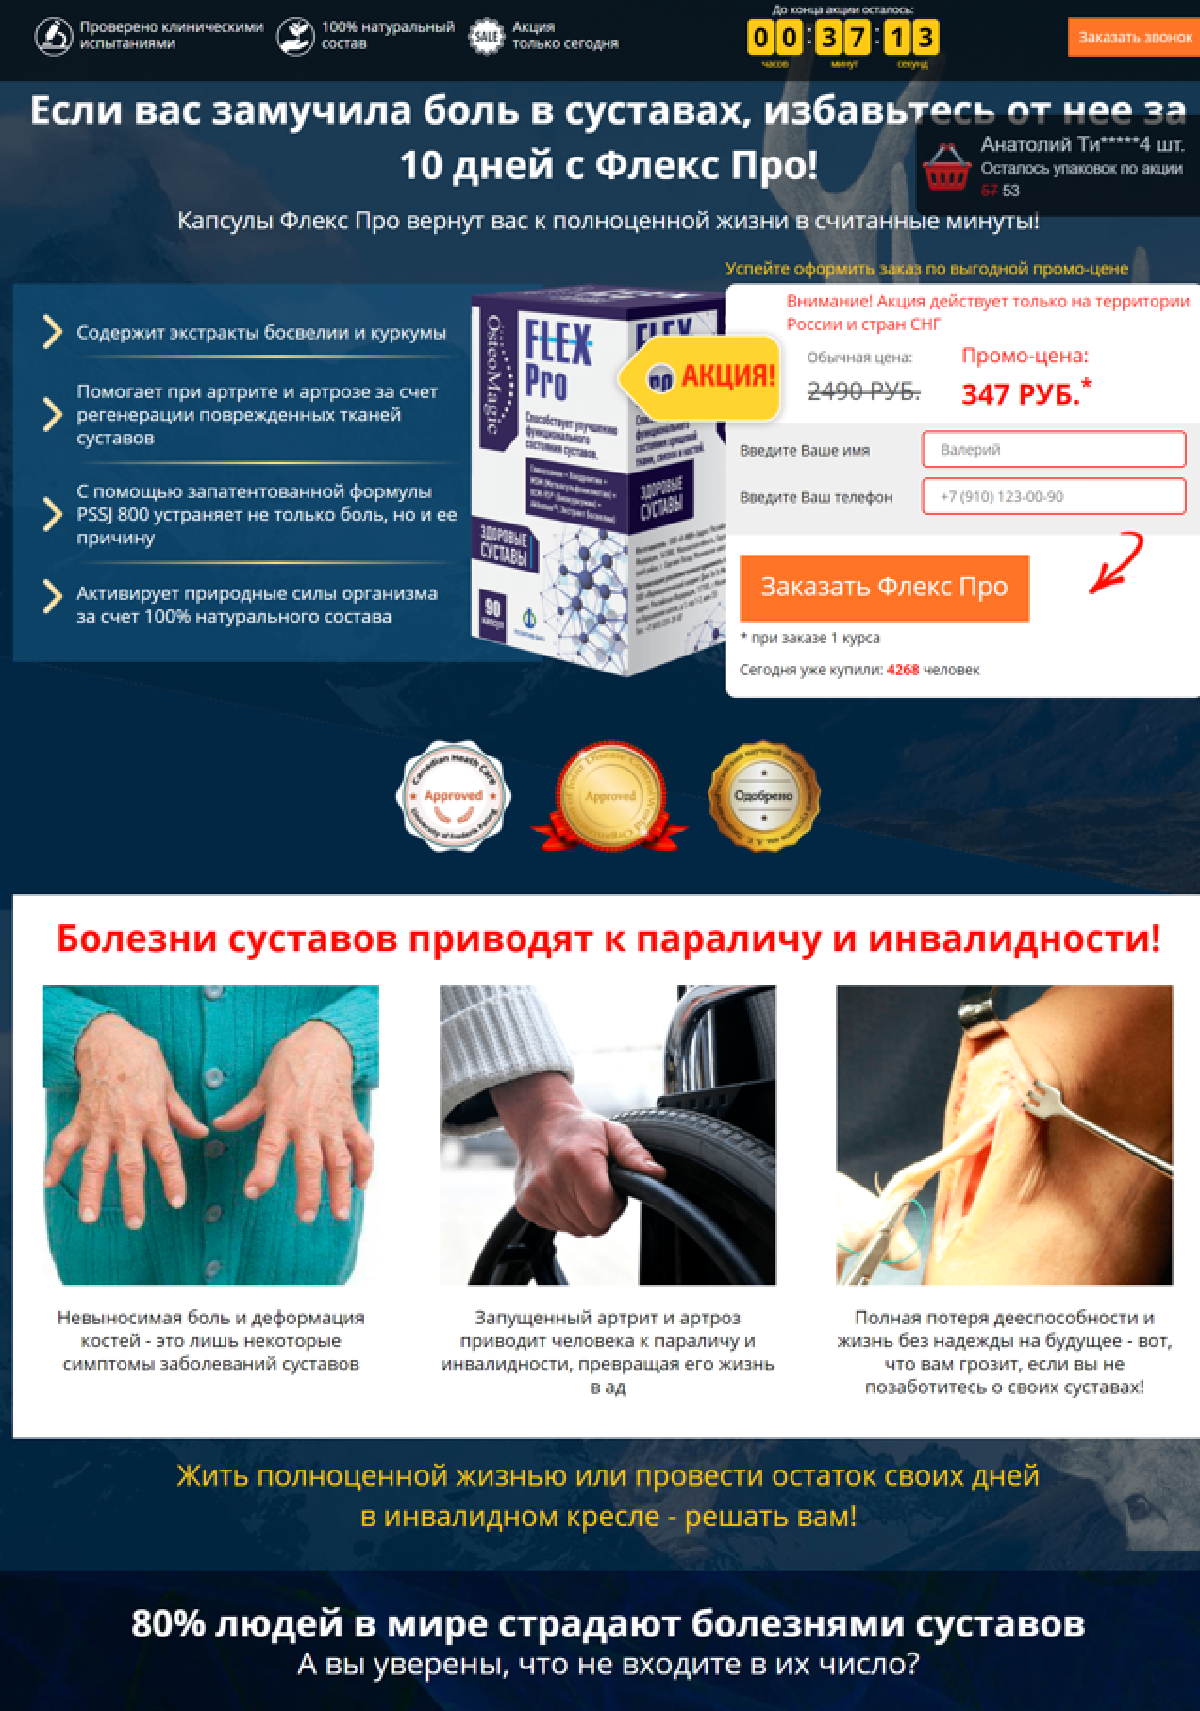 Проверено клиническими
испытаниями
100% натуральный
состав
SALE
Акция
только сегодня
До конца акции осталось:
00:37:13
часов минут секунд
Заказать звонок
Если вас замучила боль в суставах, избавьтесь от нее за
10 дней с Флекс Про!
Анатолий Ти*****4 шт.
Осталось упаковок по акции
67 53
Капсулы Флекс Про вернут вас к полноценной жизни в считанные минуты!
Содержит экстракты босвелии и куркумы
Помогает при артрите и артрозе за счет
регенерации поврежденных тканей
суставов
С помощью запатентованной формулы
PSSJ 800 устраняет не только боль, но и ее
причину
Активирует природные силы организма
за счет 100% натурального состава
OsteoMagic
FLEX
Pro
Способствует улучшению
функционального
состояния суставов.
ЗДОРОВЫЕ
СУСТАВЫ
90
капсул
FLEX
функционального
ЗДОРОВЫЕ
СУСТАВЫ
АКЦИЯ!
Успейте оформить заказ по выгодной промо-цене
Внимание! Акция действует только на территории
России и стран СНГ
Обычная цена:
2490 РУБ.
Промо-цена:
347 РУБ.*
Введите Ваше имя
Валерий
Введите Ваш телефон
+7 (910) 123-00-90
Заказать Флекс Про
* при заказе 1 курса
Сегодня уже купили: 4268 человек
Canadian Heath Care
Approved
Approved
Одобрено
Болезни суставов приводят к параличу и инвалидности!
Невыносимая боль и деформация
костей - это лишь некоторые
симптомы заболеваний суставов
Запущенный артрит и артроз
приводит человека к параличу и
инвалидности, превращая его жизнь
в ад
Полная потеря дееспособности и
жизнь без надежды на будущее - вот,
что вам грозит, если вы не
позаботитесь о своих суставах!
Жить полноценной жизнью или провести остаток своих дней
в инвалидном кресле - решать вам!
80% людей в мире страдают болезнями суставов
А вы уверены, что не входите в их число?